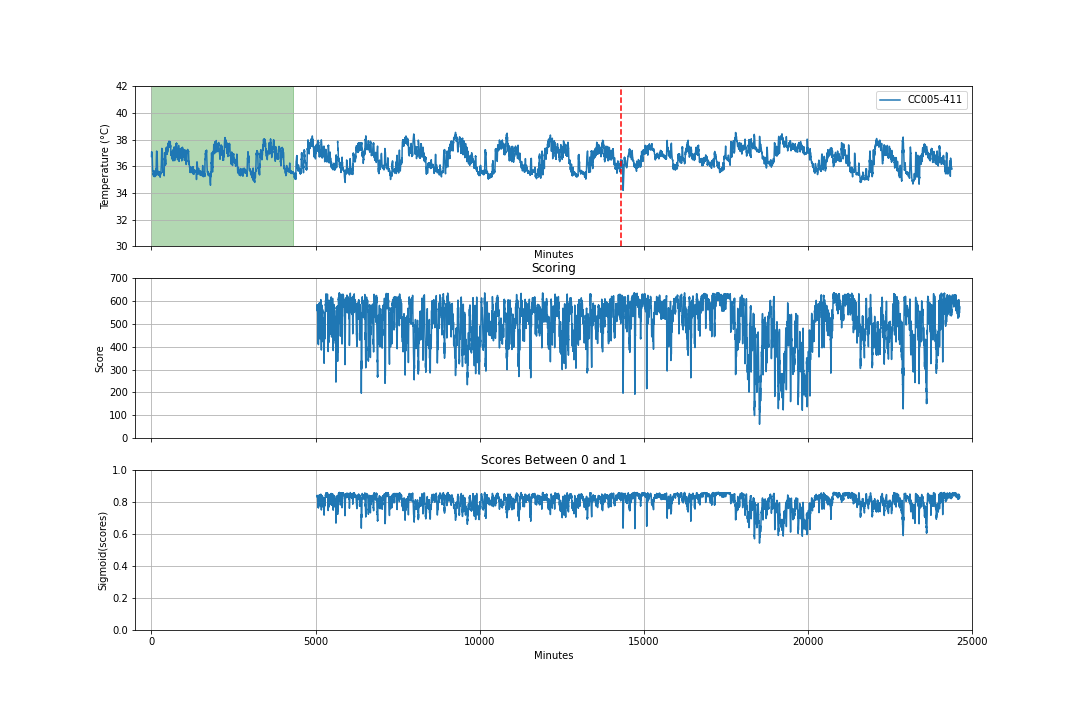 42
40
38
36
34
32
30
Temperature (°C)
CC005-411
Minutes
Scoring
700
600
500
400
300
200
100
0
Score
Scores Between 0 and 1
1.0
0.8
0.6
0.4
0.2
0.0
Sigmoid(scores)
0 5000 10000 15000 20000 25000
Minutes